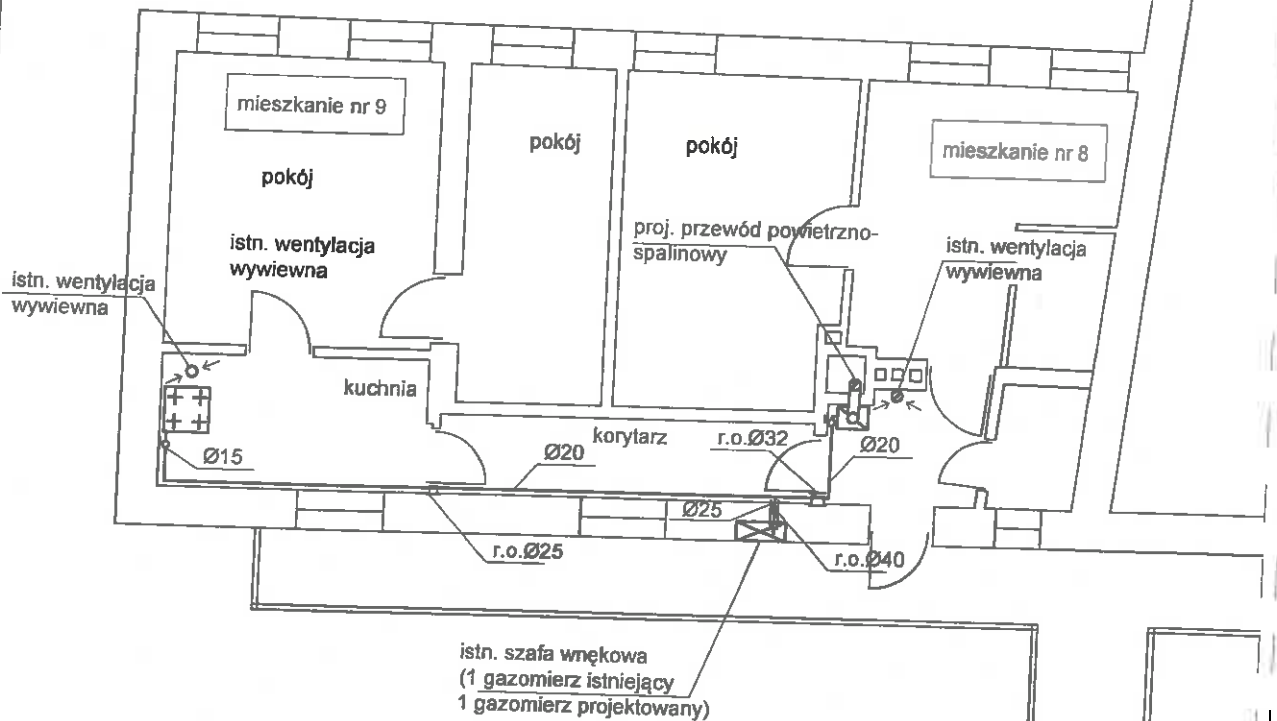 mieszkanie nr 9
pokój
pokój
pokój
mieszkanie nr 8
istn. wentylacja
wywiewna
proj. przewód powietrzno-
spalinowy
istn. wentylacja
wywiewna
istn. wentylacja
wywiewna
kuchnia
korytarz
r.o.Ø32
Ø15
Ø20
Ø20
Ø25
r.o.Ø25
r.o.Ø40
istn. szafa wnękowa
(1 gazomierz istniejący
1 gazomierz projektowany)